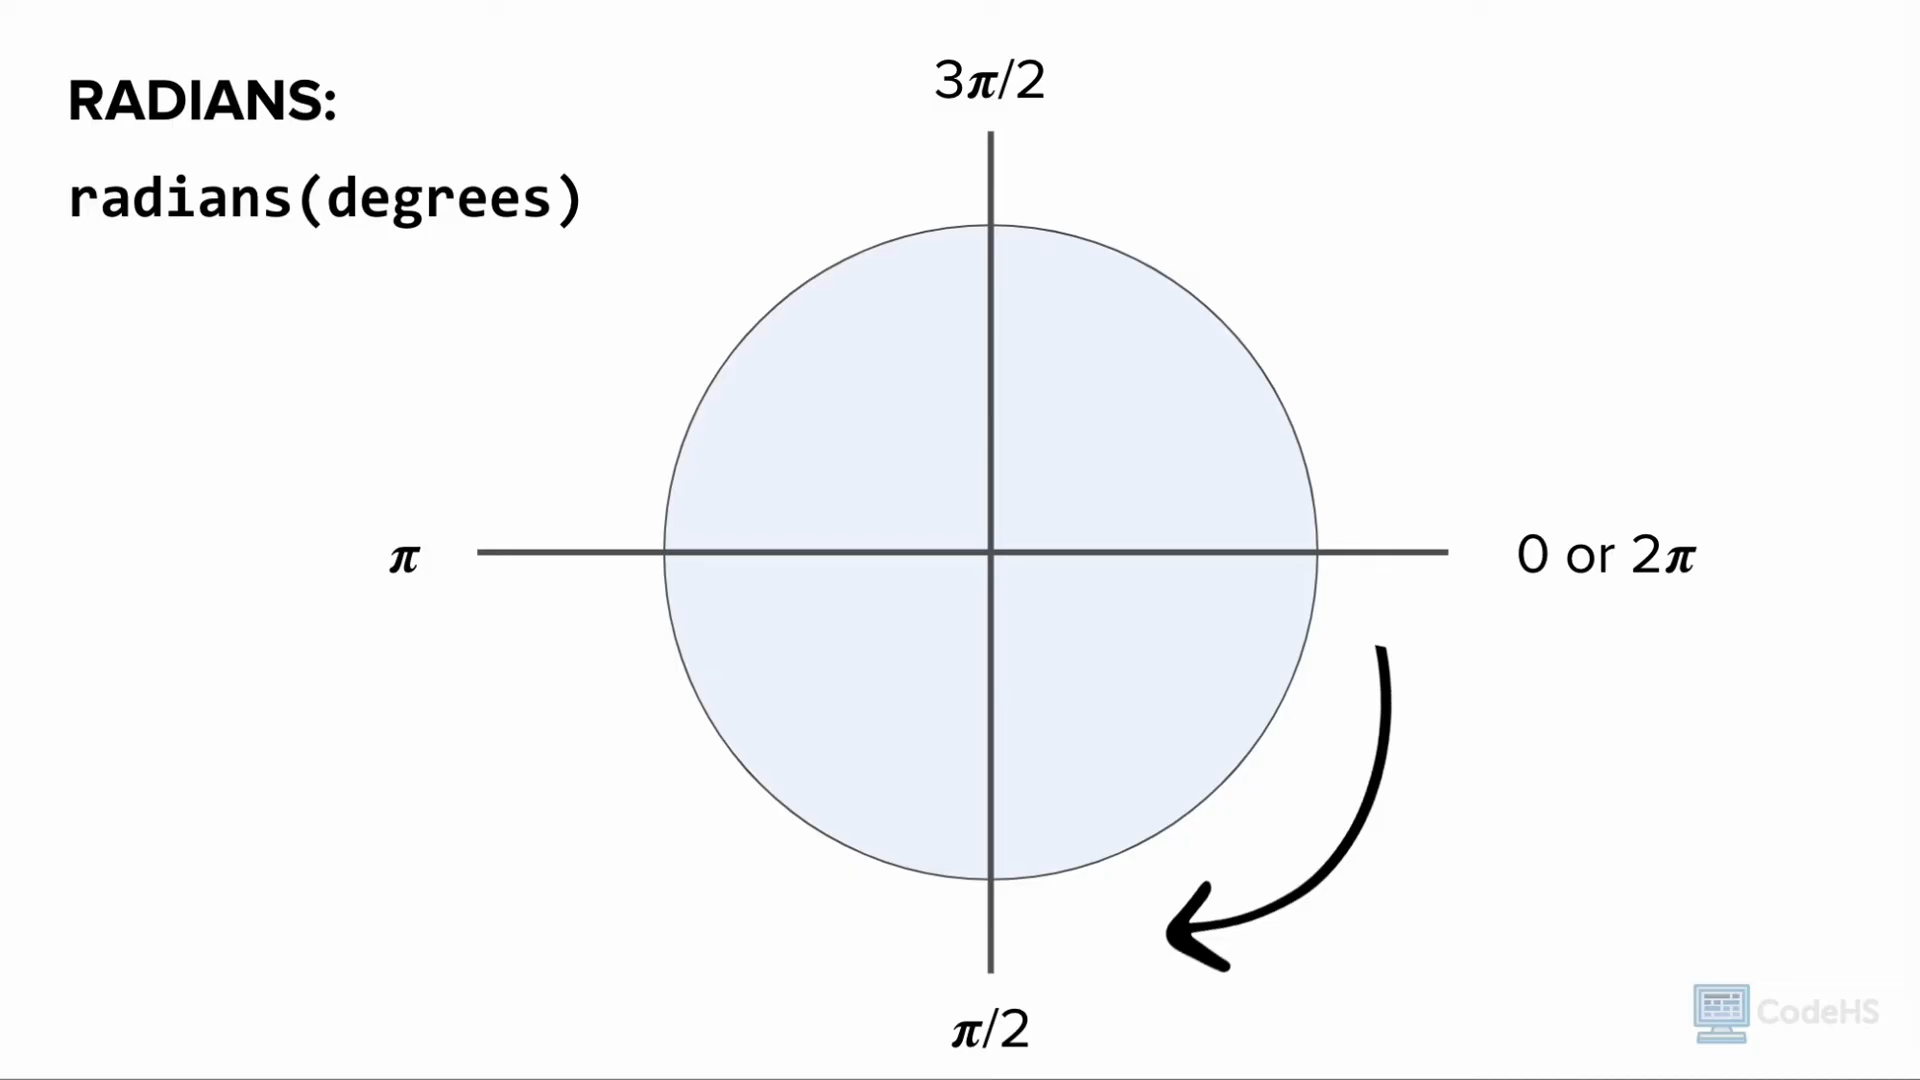 RADIANS:
radians(degrees)
3π/2
π
0 or 2π
π/2
CodeHS